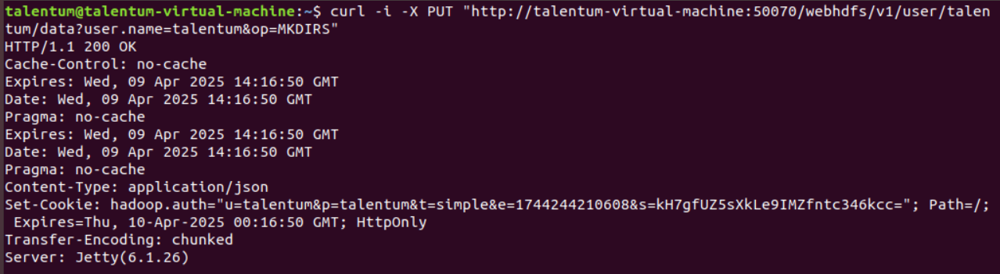 talentum@talentum-virtual-machine:~$ curl -i -X PUT "http://talentum-virtual-machine:50070/webhdfs/v1/user/talen
tum/data?user.name=talentum&op=MKDIRS"
HTTP/1.1 200 OK
Cache-Control: no-cache
Expires: Wed, 09 Apr 2025 14:16:50 GMT
Date: Wed, 09 Apr 2025 14:16:50 GMT
Pragma: no-cache
Expires: Wed, 09 Apr 2025 14:16:50 GMT
Date: Wed, 09 Apr 2025 14:16:50 GMT
Pragma: no-cache
Content-Type: application/json
Set-Cookie: hadoop.auth="u=talentum&p=talentum&t=simple&e=1744244210608&s=kH7gfUZ5sXkLe9IMZfntc346kcc="; Path=/;
 Expires=Thu, 10-Apr-2025 00:16:50 GMT; HttpOnly
Transfer-Encoding: chunked
Server: Jetty(6.1.26)